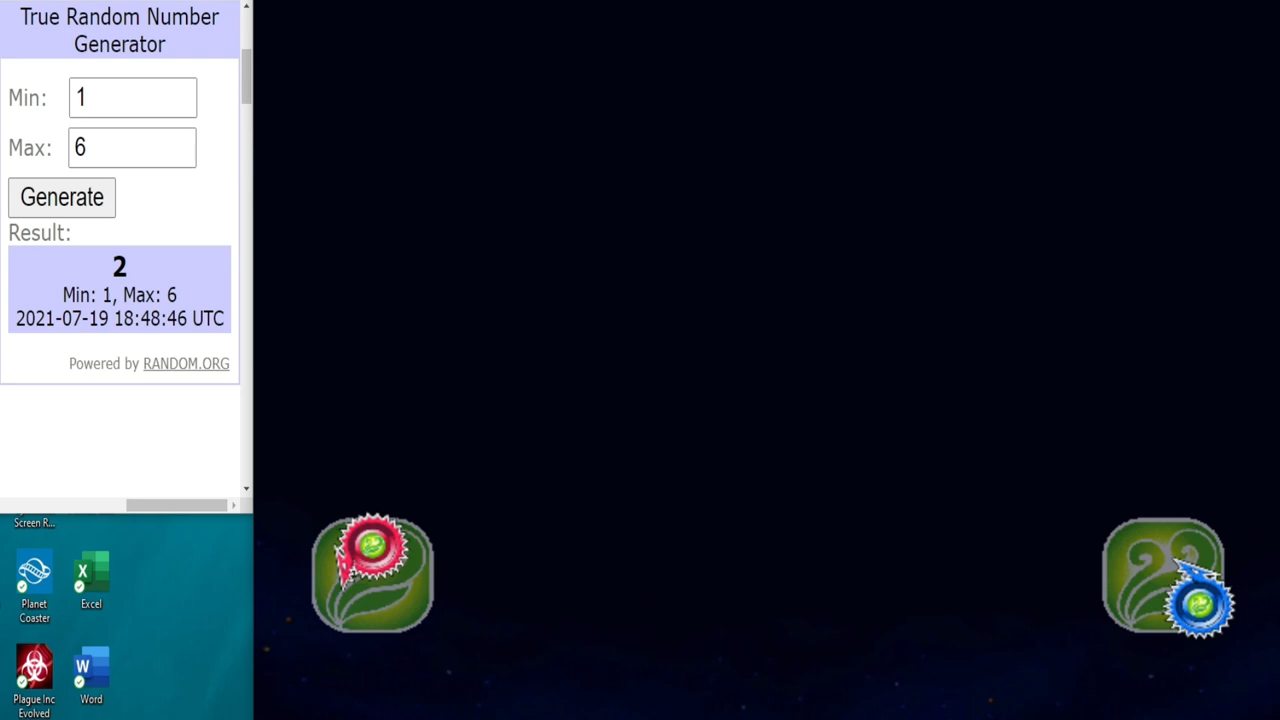 True Random Number
Generator
Min: 1
Max: 6
Generate
Result:
2
Min: 1, Max: 6
2021-07-19 18:48:46 UTC
Powered by RANDOM.ORG
Screen R...
Planet
Coaster
Excel
Plague Inc
Evolved
Word